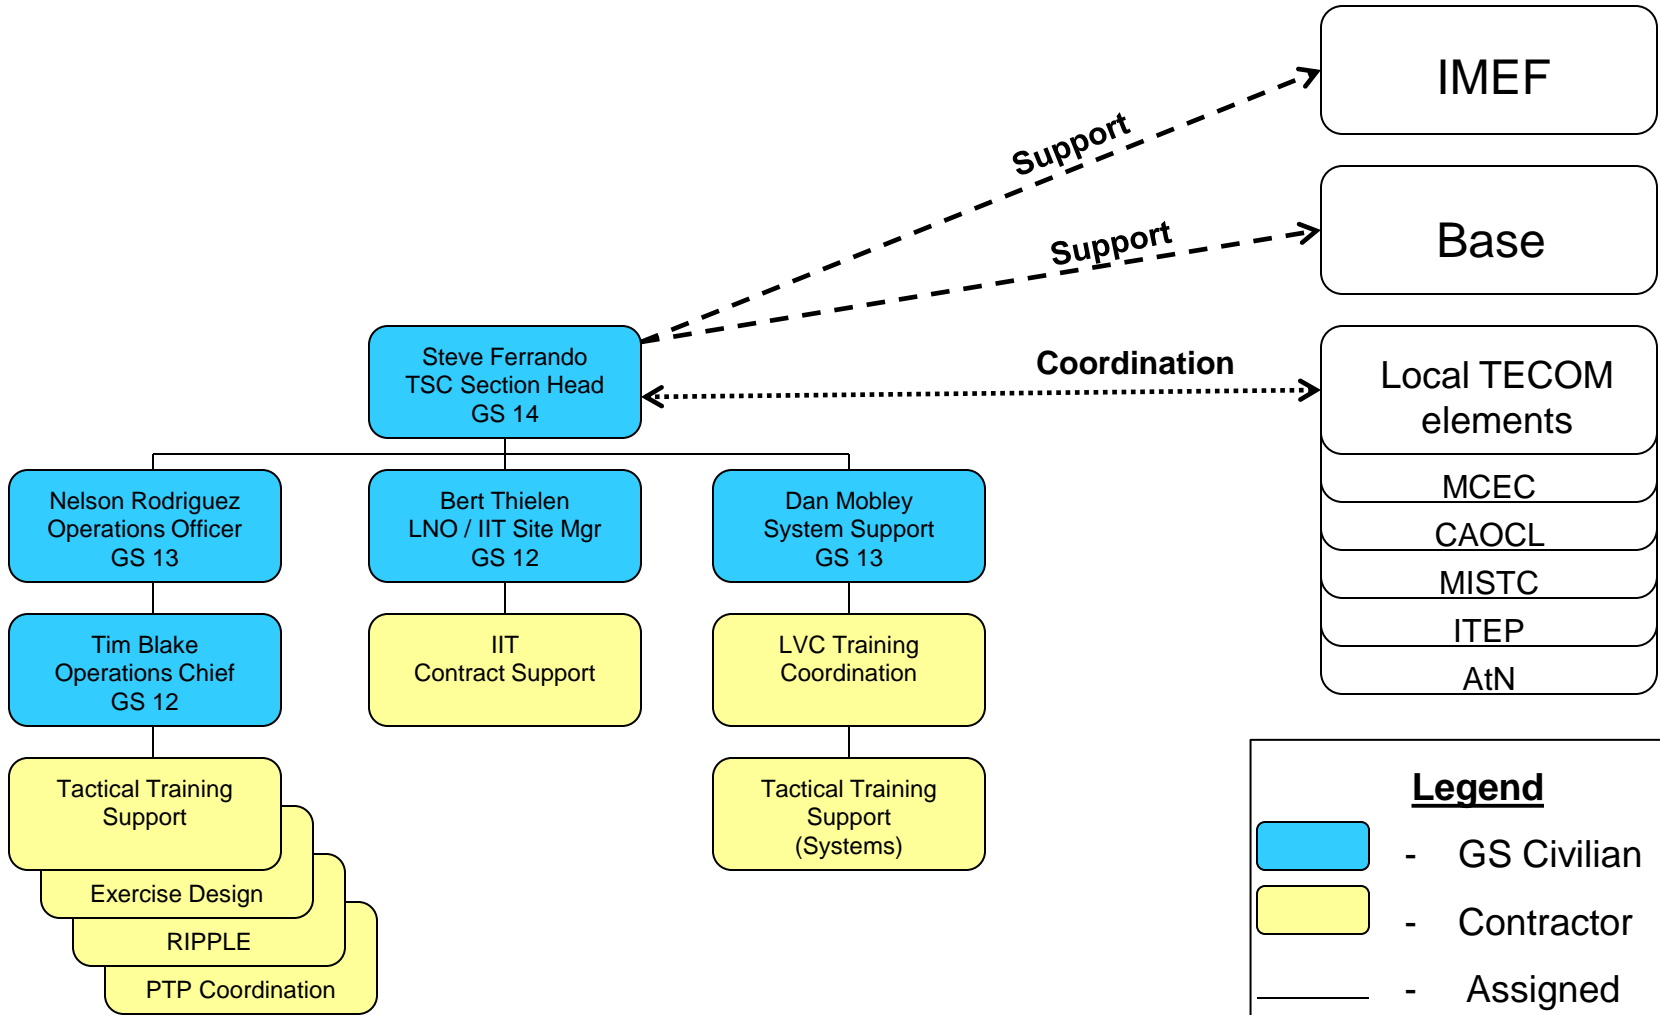 IMEF
Support
Base
Support
Steve Ferrando
TSC Section Head
GS 14
Coordination
Local TECOM
elements
MCEC
CAOCL
MISTC
ITEP
AtN
Nelson Rodriguez
Operations Officer
GS 13
Bert Thielen
LNO / IIT Site Mgr
GS 12
Dan Mobley
System Support
GS 13
Tim Blake
Operations Chief
GS 12
IIT
Contract Support
LVC Training
Coordination
Tactical Training
Support
Exercise Design
RIPPLE
PTP Coordination
Tactical Training
Support
(Systems)
Legend
- GS Civilian
- Contractor
- Assigned